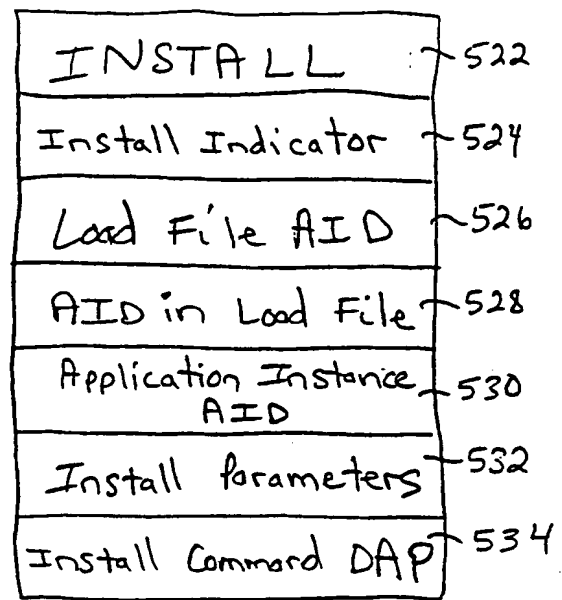 INSTALL 522
Install Indicator 524
Load File AID 526
AID in Load File 528
Application Instance 530
AID
Install Parameters 532
Install Command DAP 534